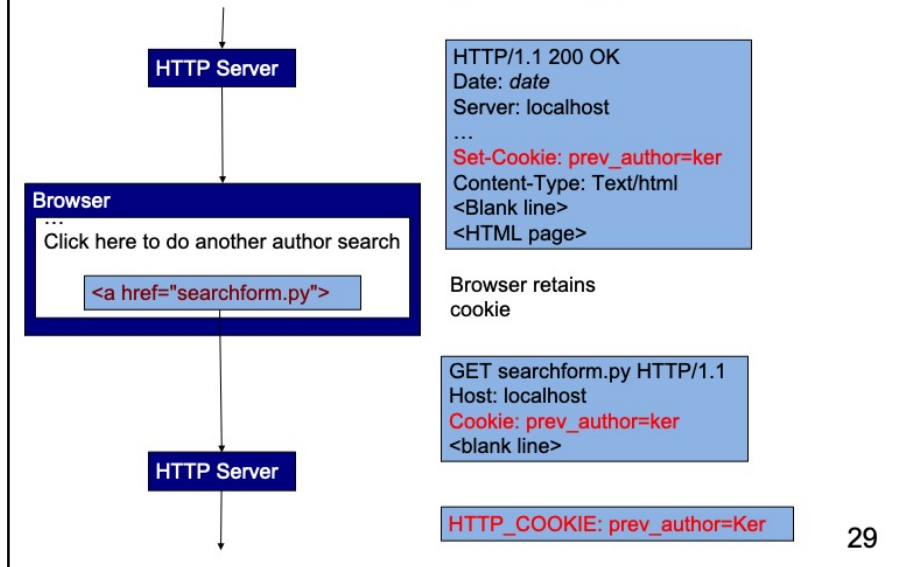 HTTP Server
HTTP/1.1 200 OK
Date: date
Server: localhost
…
Set-Cookie: prev_author=ker
Content-Type: Text/html
<Blank line>
<HTML page>
Browser
…
Click here to do another author search
<a href="searchform.py">
Browser retains
cookie
GET searchform.py HTTP/1.1
Host: localhost
Cookie: prev_author=ker
<blank line>
HTTP Server
HTTP_COOKIE: prev_author=Ker
29